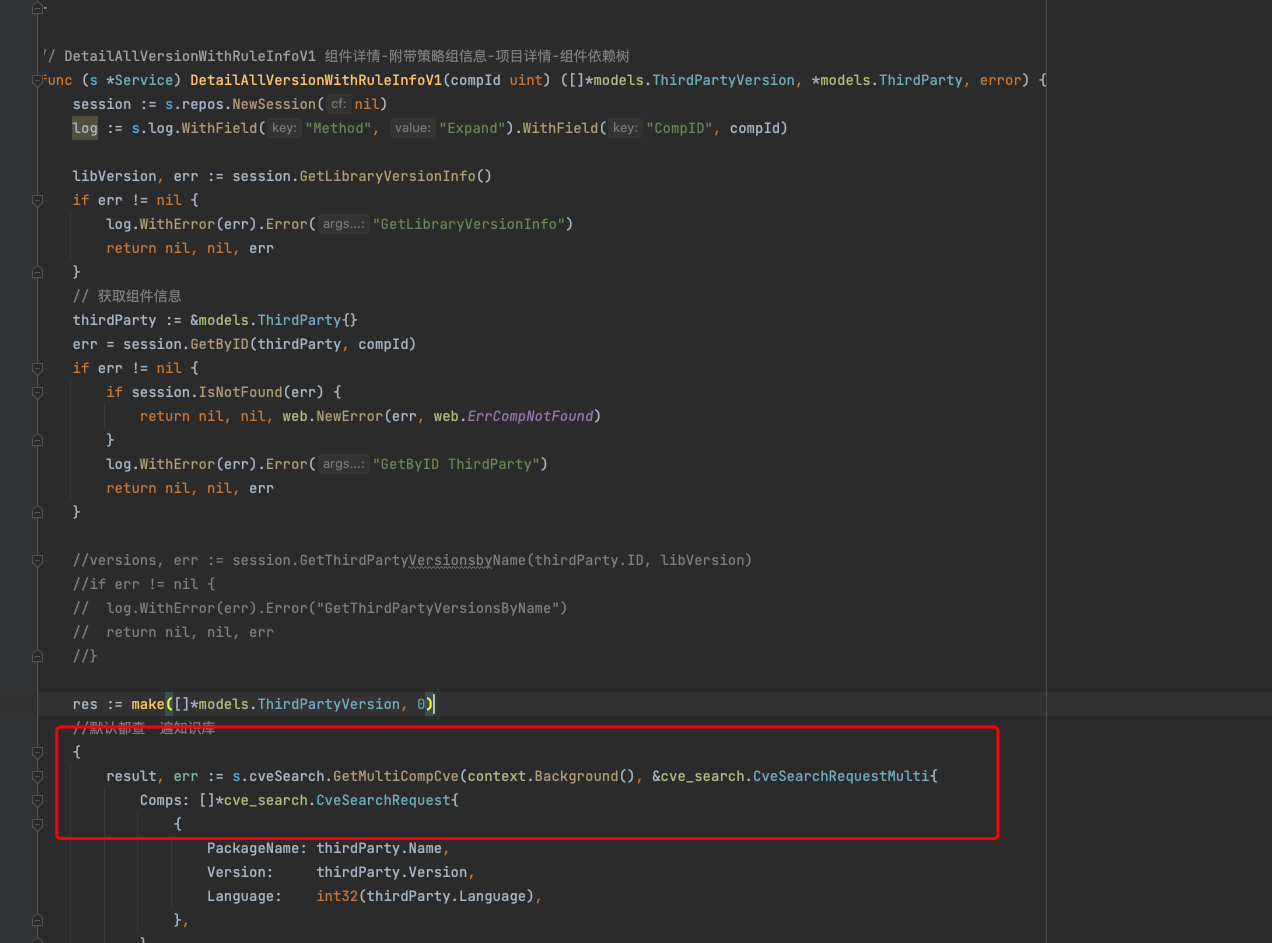 // DetailAllVersionWithRuleInfoV1 组件详情-附带策略组信息-项目详情-组件依赖树
func (s *Service) DetailAllVersionWithRuleInfoV1(compId uint) ([]*models.ThirdPartyVersion, *models.ThirdParty, error) {
session := s.repos.NewSession( cf: nil)
log := s.log.WithField( key: "Method", value: "Expand").WithField( key: "CompID", compId)
libVersion, err := session.GetLibraryVersionInfo()
if err != nil {
log.WithError(err).Error( args...: "GetLibraryVersionInfo")
return nil, nil, err
}
// 获取组件信息
thirdParty := &models.ThirdParty{}
err = session.GetByID(thirdParty, compId)
if err != nil {
if session.IsNotFound(err) {
return nil, nil, web.NewError(err, web.ErrCompNotFound)
}
log.WithError(err).Error( args...: "GetByID ThirdParty")
return nil, nil, err
}
//versions, err := session.GetThirdPartyVersionsbyName(thirdParty.ID, libVersion)
//if err != nil {
// log.WithError(err).Error("GetThirdPartyVersionsByName")
// return nil, nil, err
//}
res := make([]*models.ThirdPartyVersion, 0)
//默认都查一遍知识库
{
result, err := s.cveSearch.GetMultiCompCve(context.Background(), &cve_search.CveSearchRequestMulti{
Comps: []*cve_search.CveSearchRequest{
{
PackageName: thirdParty.Name,
Version: thirdParty.Version,
Language: int32(thirdParty.Language),
},
}